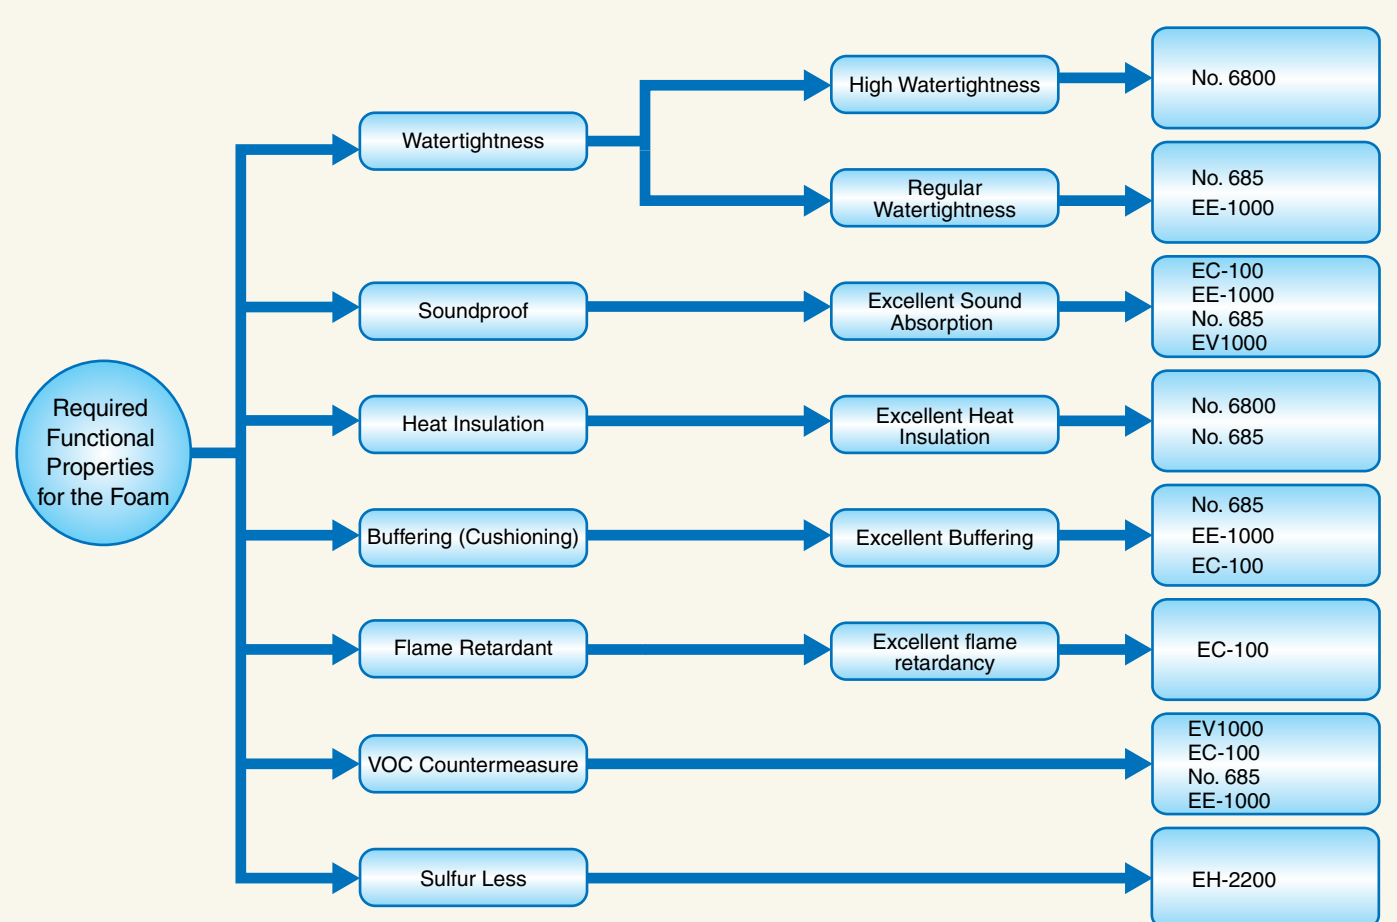 Required
Functional
Properties
for the Foam
Watertightness
High Watertightness
No. 6800
Regular
Watertightness
No. 685
EE-1000
Soundproof
Excellent Sound
Absorption
EC-100
EE-1000
No. 685
EV1000
Heat Insulation
Excellent Heat
Insulation
No. 6800
No. 685
Buffering (Cushioning)
Excellent Buffering
No. 685
EE-1000
EC-100
Flame Retardant
Excellent flame
retardancy
EC-100
VOC Countermeasure
EV1000
EC-100
No. 685
EE-1000
Sulfur Less
EH-2200